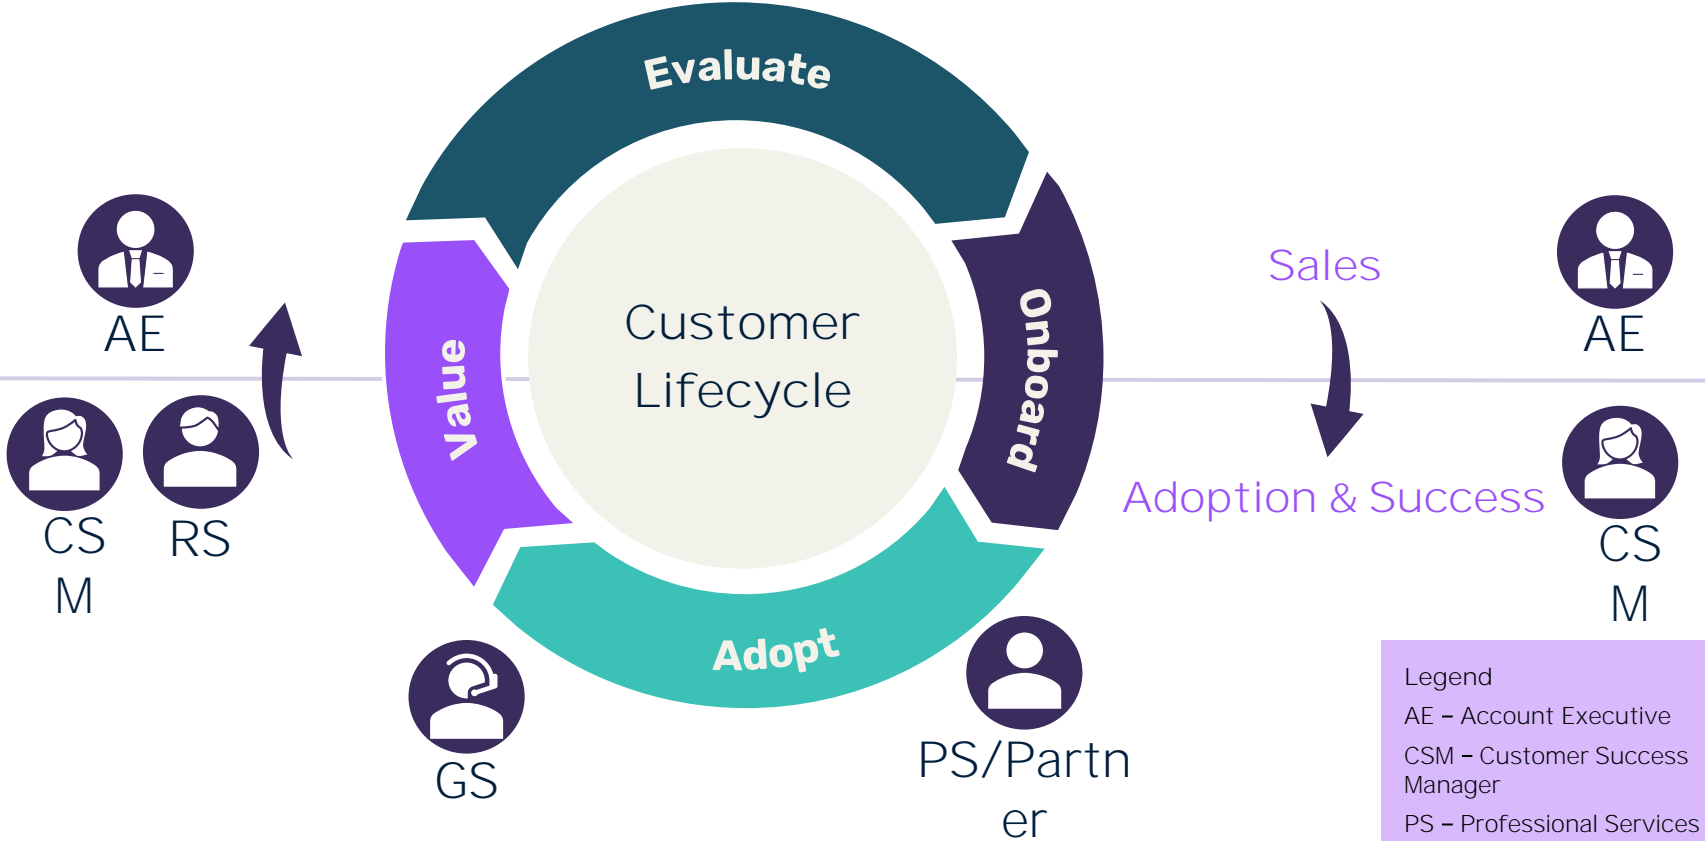 Evaluate
Sales
AE
AE
Customer
Lifecycle
Onboard
Value
Adoption & Success
CS
M
RS
CS
M
Adopt
GS
PS/Partn
er
Legend
AE – Account Executive
CSM – Customer Success
Manager
PS – Professional Services